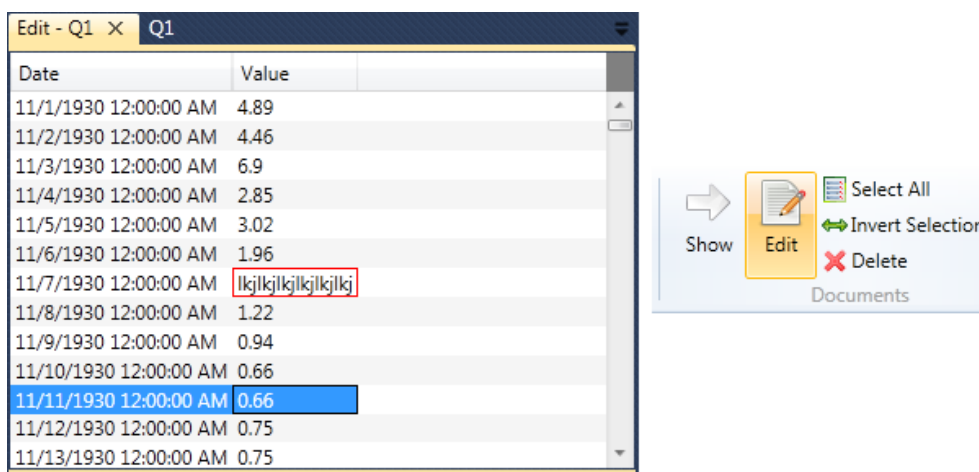 Edit - Q1 Q1
Date Value
11/1/1930 12:00:00 AM 4.89
11/2/1930 12:00:00 AM 4.46
11/3/1930 12:00:00 AM 6.9
11/4/1930 12:00:00 AM 2.85
11/5/1930 12:00:00 AM 3.02
11/6/1930 12:00:00 AM 1.96
11/7/1930 12:00:00 AM lkjlkjlkjlkjlkjlkj
11/8/1930 12:00:00 AM 1.22
11/9/1930 12:00:00 AM 0.94
11/10/1930 12:00:00 AM 0.66
11/11/1930 12:00:00 AM 0.66
11/12/1930 12:00:00 AM 0.75
11/13/1930 12:00:00 AM 0.75
Show
Edit
Select All
Invert Selection
Delete
Documents